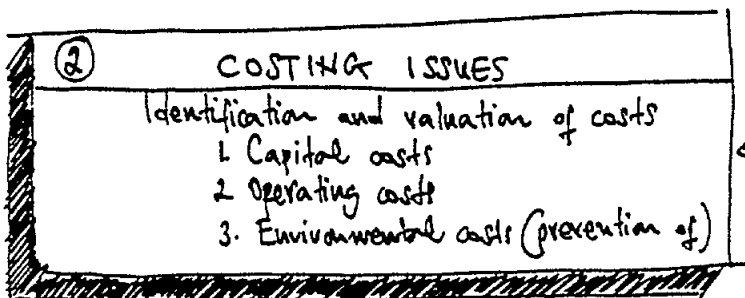 ② COSTING ISSUES
Identification and valuation of costs
1. Capital costs
2 Operating costs
3. Environmental costs (prevention of)